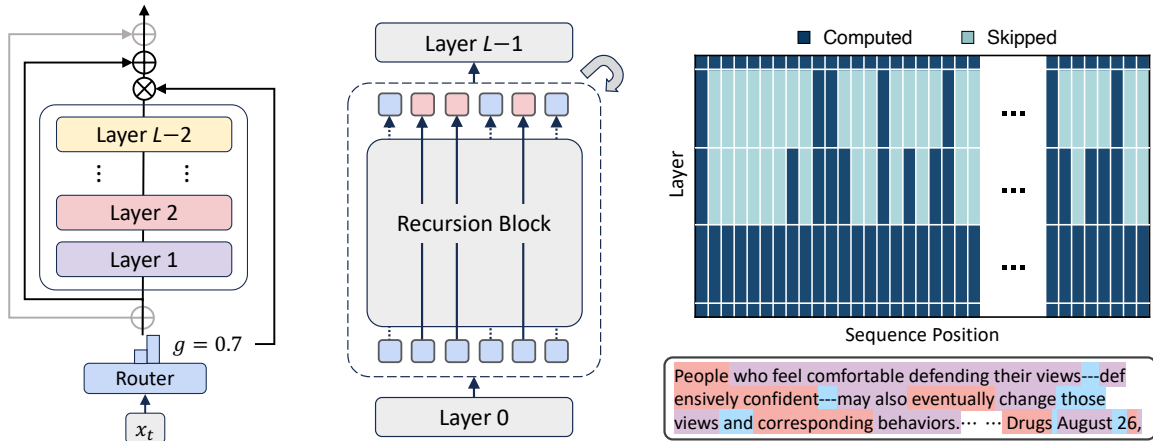 Layer L−2
⋮ ⋮
Layer 2
Layer 1
g = 0.7
Router
x_t
Layer L−1
Recursion Block
Layer 0
Computed Skipped
Layer
...
...
...
Sequence Position
People who feel comfortable defending their views---def
ensively confident---may also eventually change those
views and corresponding behaviors.··· ··· Drugs August 26,